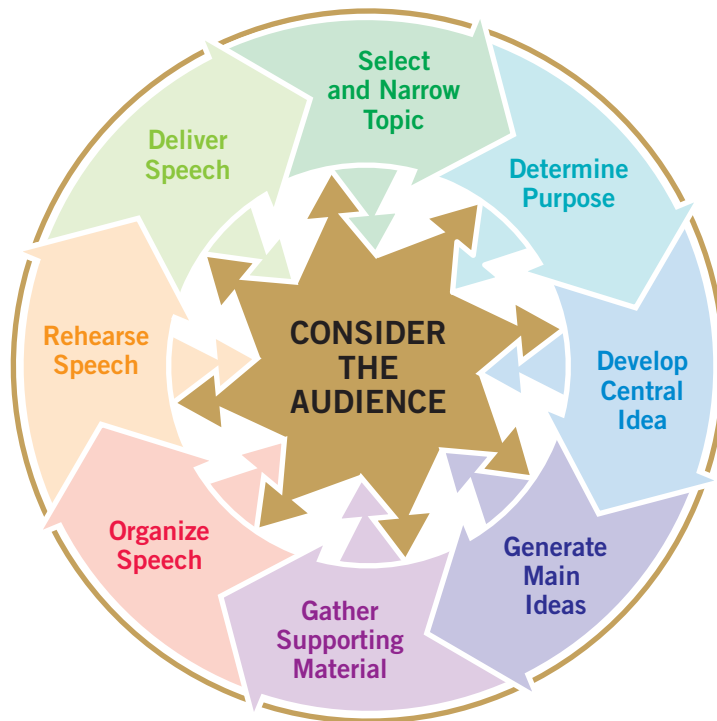 Select
and Narrow
Topic
Determine
Purpose
Develop
Central
Idea
Generate
Main
Ideas
Gather
Supporting
Material
Organize
Speech
Rehearse
Speech
Deliver
Speech
CONSIDER
THE
AUDIENCE